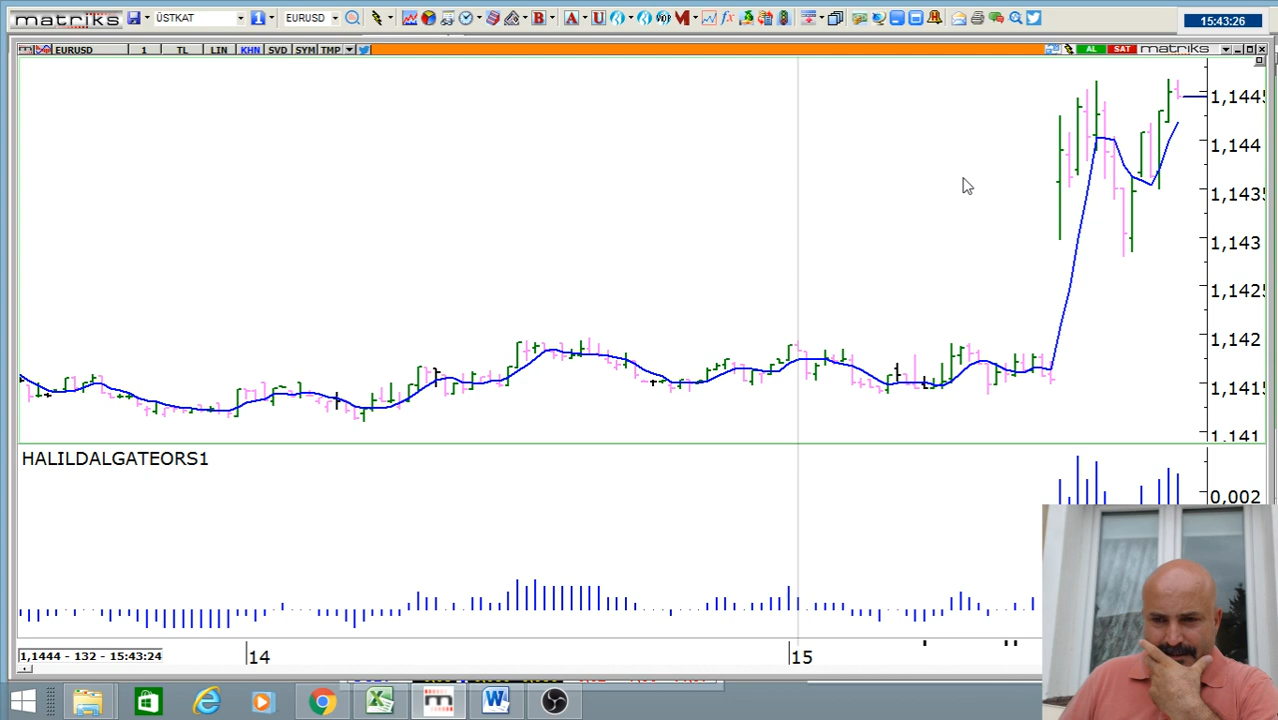 matriks ÜSTKAT EURUSD 15:43:26
EURUSD 1 TL LIN KHN SVD SYM TMP AL SAT matriks
1,1445
1,144
1,1435
1,143
1,1425
1,142
1,1415
1,141
HALILDALGATEORS1
0,002
1,1444 - 132 - 15:43:24
14
15